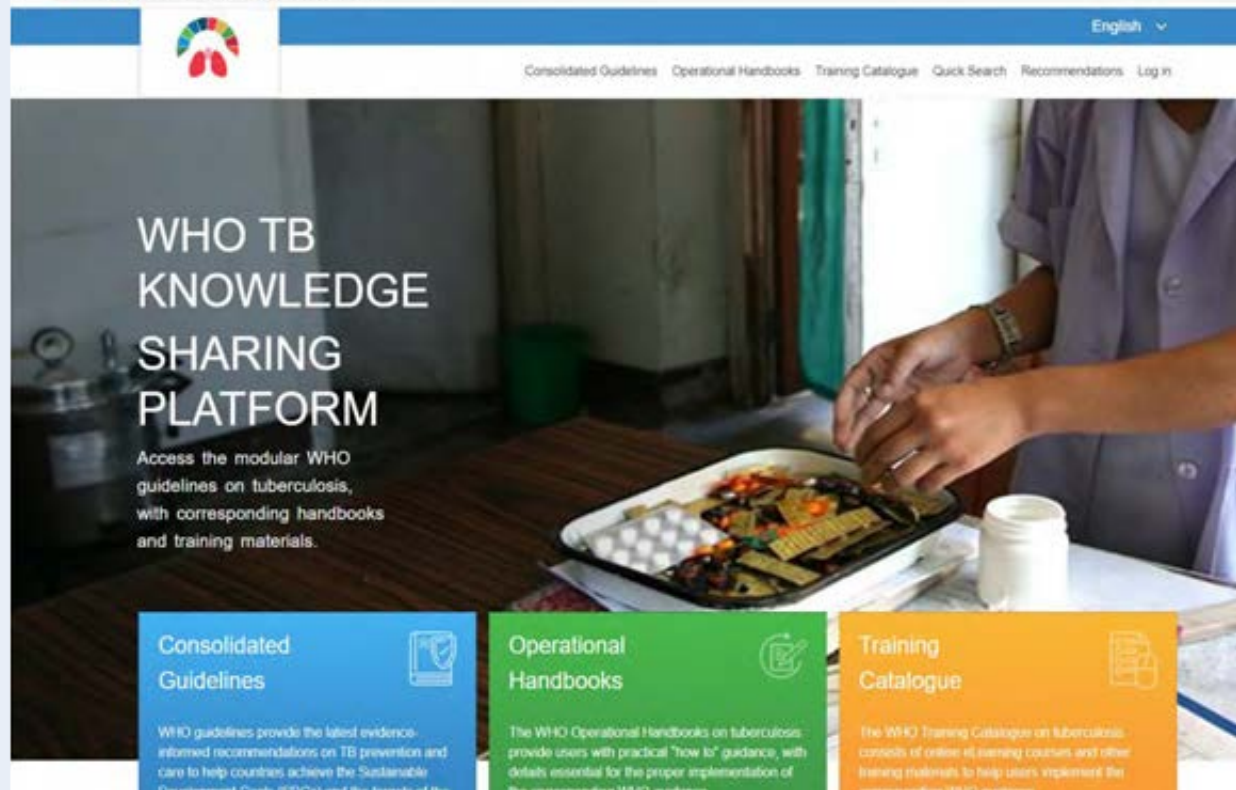 English
Consolidated Guidelines Operational Handbooks Training Catalogue Quick Search Recommendations Log in
WHO TB
KNOWLEDGE
SHARING
PLATFORM
Access the modular WHO
guidelines on tuberculosis,
with corresponding handbooks
and training materials.
Consolidated
Guidelines
WHO guidelines provide the latest evidence-
informed recommendations on TB prevention and
care to help countries achieve the Sustainable
Operational
Handbooks
The WHO Operational Handbooks on tuberculosis
provide users with practical "how to" guidance, with
details essential for the proper implementation of
Training
Catalogue
The WHO Training Catalogue on tuberculosis
consists of online eLearning courses and other
training materials to help users implement the